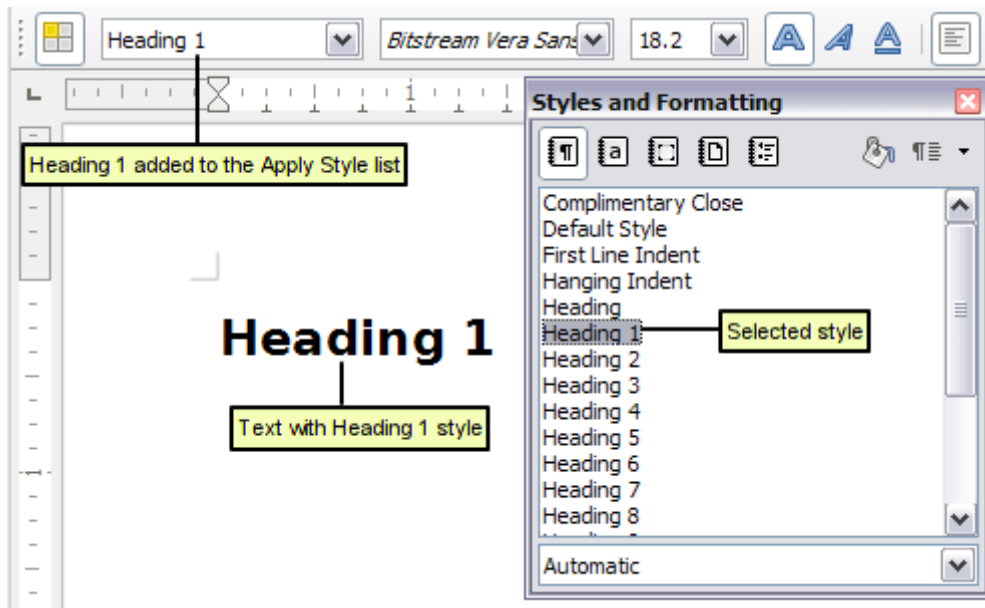 Heading 1
Bitstream Vera Sans
18.2
1
Styles and Formatting
Heading 1 added to the Apply Style list
Complimentary Close
Default Style
First Line Indent
Hanging Indent
Heading
Heading 1
Selected style
Heading 2
Heading 3
Heading 4
Heading 5
Heading 6
Heading 7
Heading 8
Automatic
Heading 1
Text with Heading 1 style
1